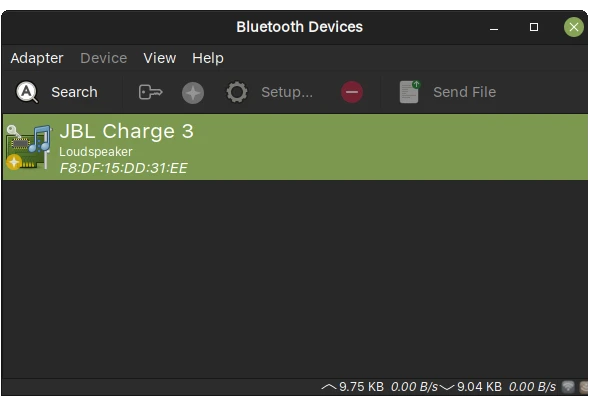 Bluetooth Devices
Adapter Device View Help
Search Setup... Send File
JBL Charge 3
Loudspeaker
F8:DF:15:DD:31:EE
9.75 KB 0.00 B/s 9.04 KB 0.00 B/s